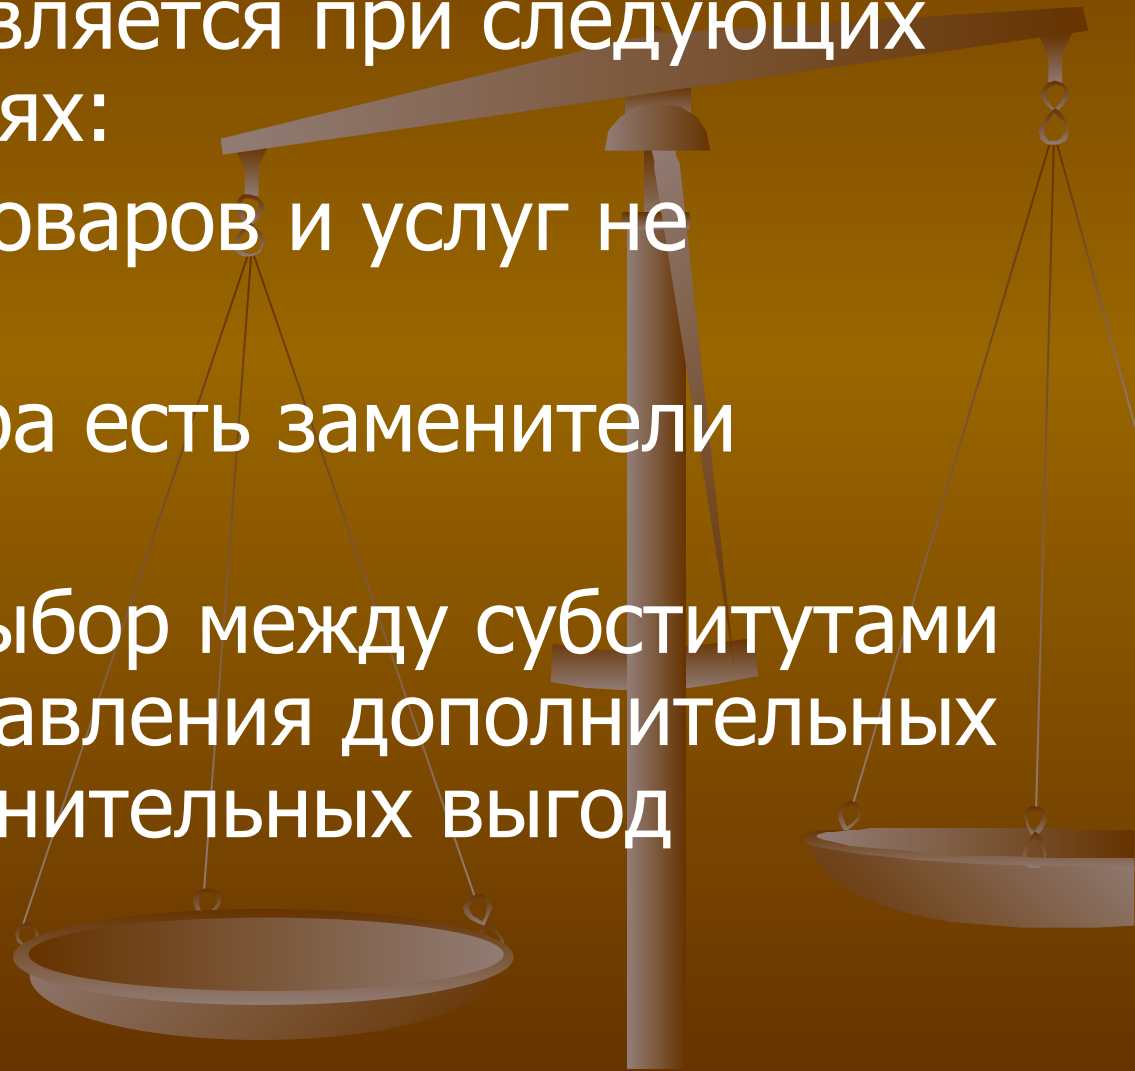 вляется при следующих
ях:
оваров и услуг не
ра есть заменители
ыбор между субститутами
авления дополнительных
нительных выгод